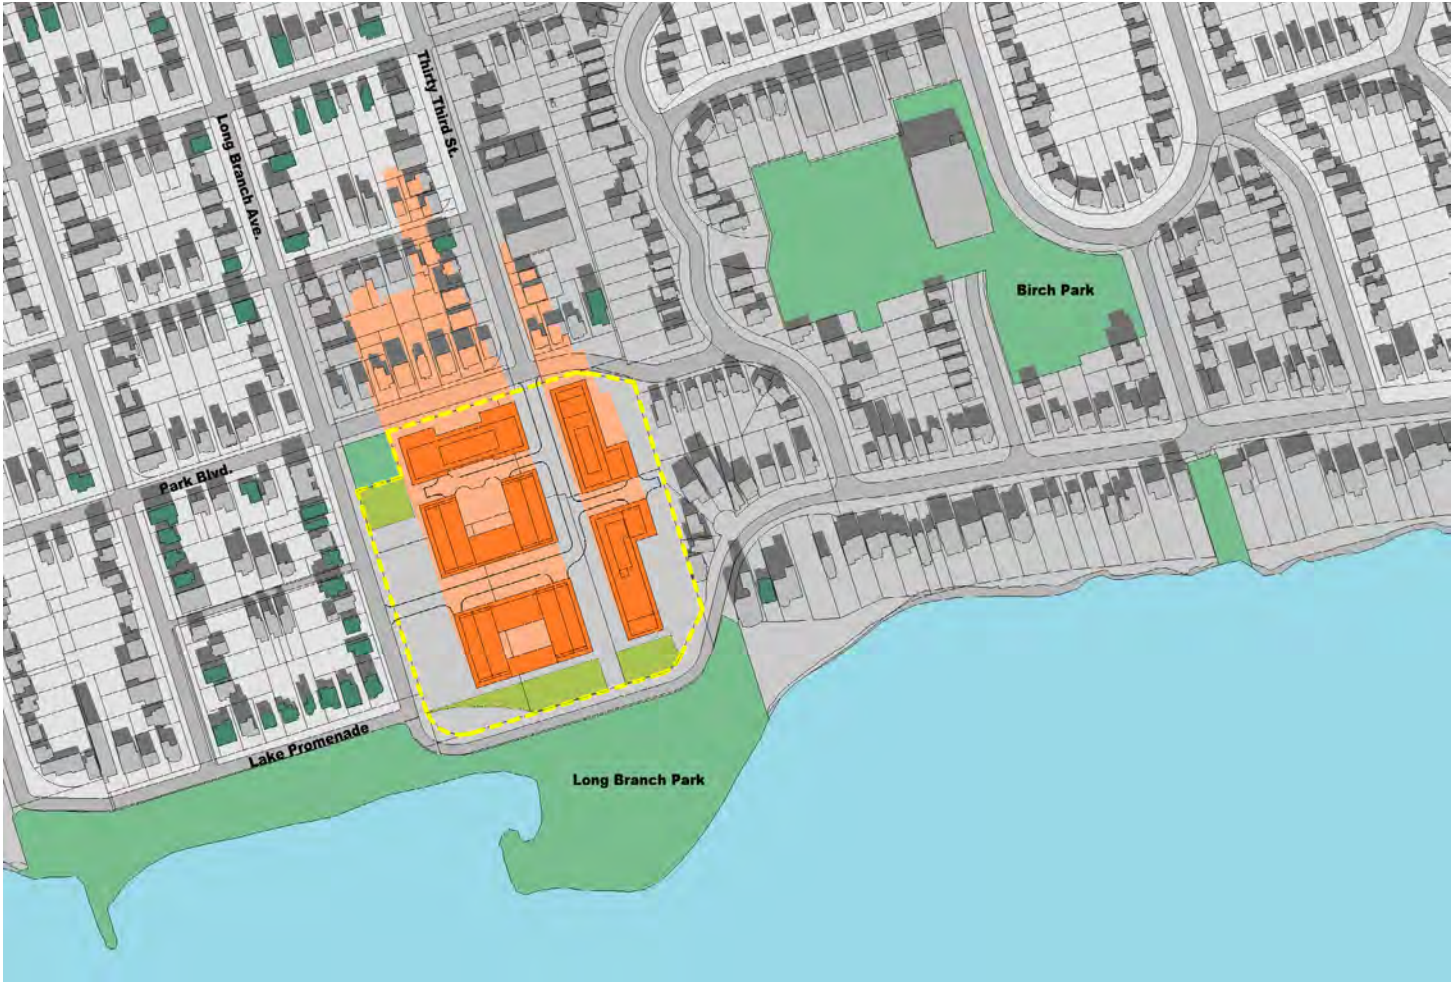 Thirty Third St.
Long Branch Ave.
Birch Park
Park Blvd.
Lake Promenade
Long Branch Park